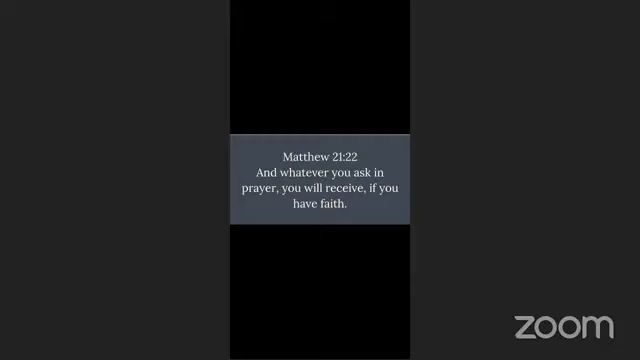 Matthew 21:22
And whatever you ask in
prayer, you will receive, if you
have faith.
zoom